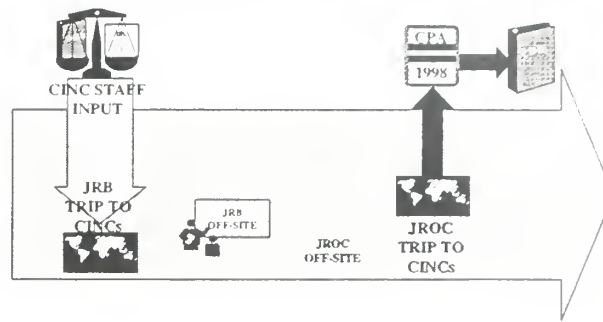 CINC STAFF
INPUT
JRB
TRIP TO
CINCs
JRB
OFF-SITE
JROC
OFF-SITE
CPA
1998
JROC
TRIP TO
CINCs